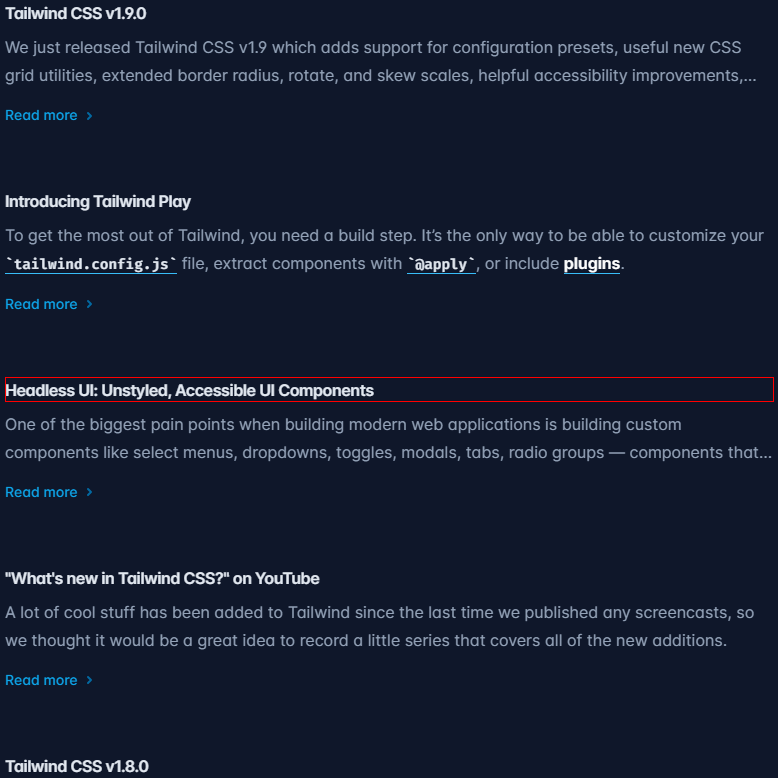 Tailwind CSS v1.9.0
We just released Tailwind CSS v1.9 which adds support for configuration presets, useful new CSS
grid utilities, extended border radius, rotate, and skew scales, helpful accessibility improvements,...
Read more
Introducing Tailwind Play
To get the most out of Tailwind, you need a build step. It’s the only way to be able to customize your
`tailwind.config.js` file, extract components with `@apply`, or include plugins.
Read more
Headless UI: Unstyled, Accessible UI Components
One of the biggest pain points when building modern web applications is building custom
components like select menus, dropdowns, toggles, modals, tabs, radio groups — components that...
Read more
"What's new in Tailwind CSS?" on YouTube
A lot of cool stuff has been added to Tailwind since the last time we published any screencasts, so
we thought it would be a great idea to record a little series that covers all of the new additions.
Read more
Tailwind CSS v1.8.0